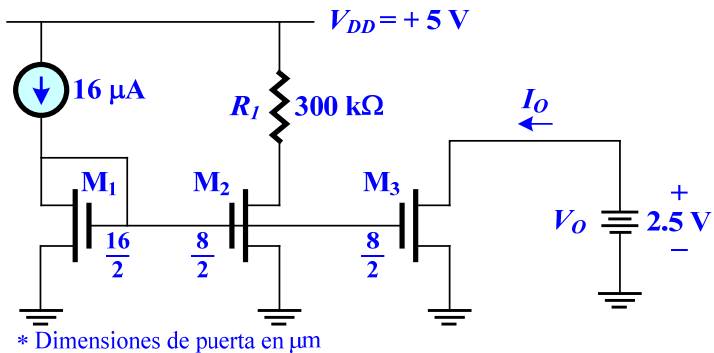 V_DD = + 5 V
16 μA
R_1 300 kΩ
I_O
M_1 M_2 M_3
16/2 8/2 8/2
V_O 2.5 V
+
−
* Dimensiones de puerta en μm